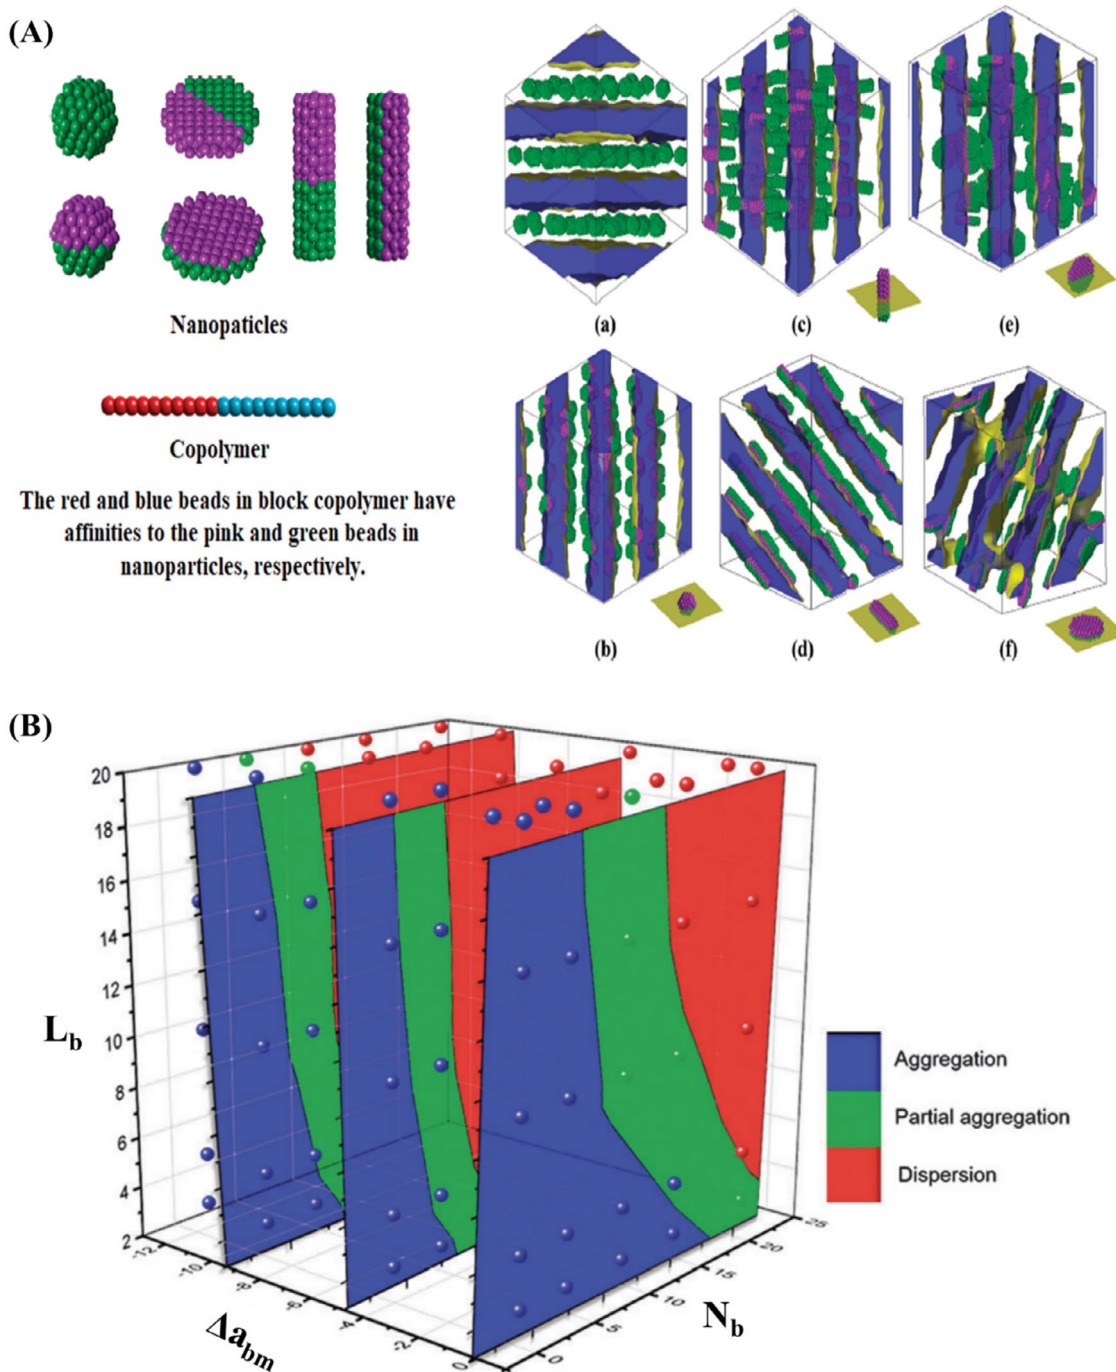 (A)
Nanopaticles
Copolymer
The red and blue beads in block copolymer have
affinities to the pink and green beads in
nanoparticles, respectively.
(a)
(c)
(e)
(b)
(d)
(f)
(B)
20
18
16
14
12
10
8
6
4
2
L_b
-12
-10
-8
-6
-4
-2
0
Δa_bm
0
5
10
15
20
25
N_b
Aggregation
Partial aggregation
Dispersion